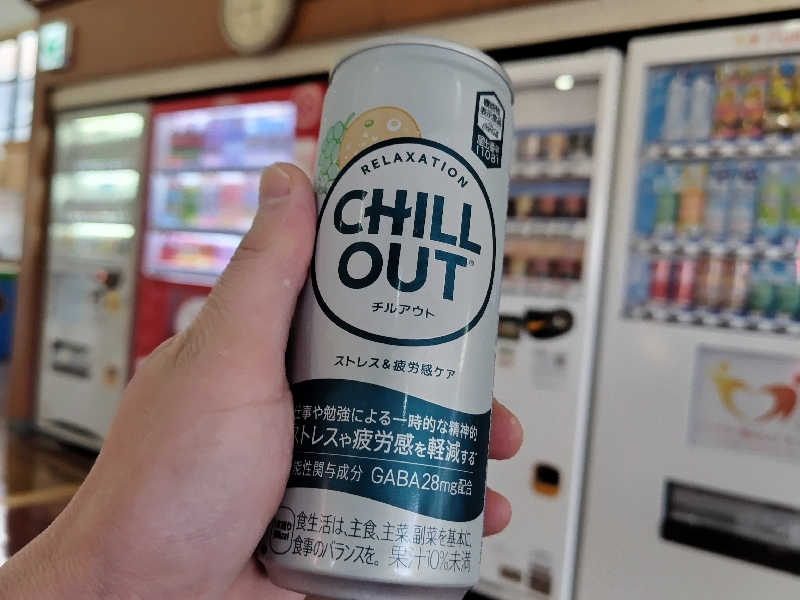 RELAXATION
CHILL
OUT®
チルアウト
ストレス&疲労感ケア
仕事や勉強による一時的な精神的
ストレスや疲労感を軽減する
能性関与成分 GABA28mg配合
食生活は、主食、主菜、副菜を基本に、
食事のバランスを。 果汁10%未満